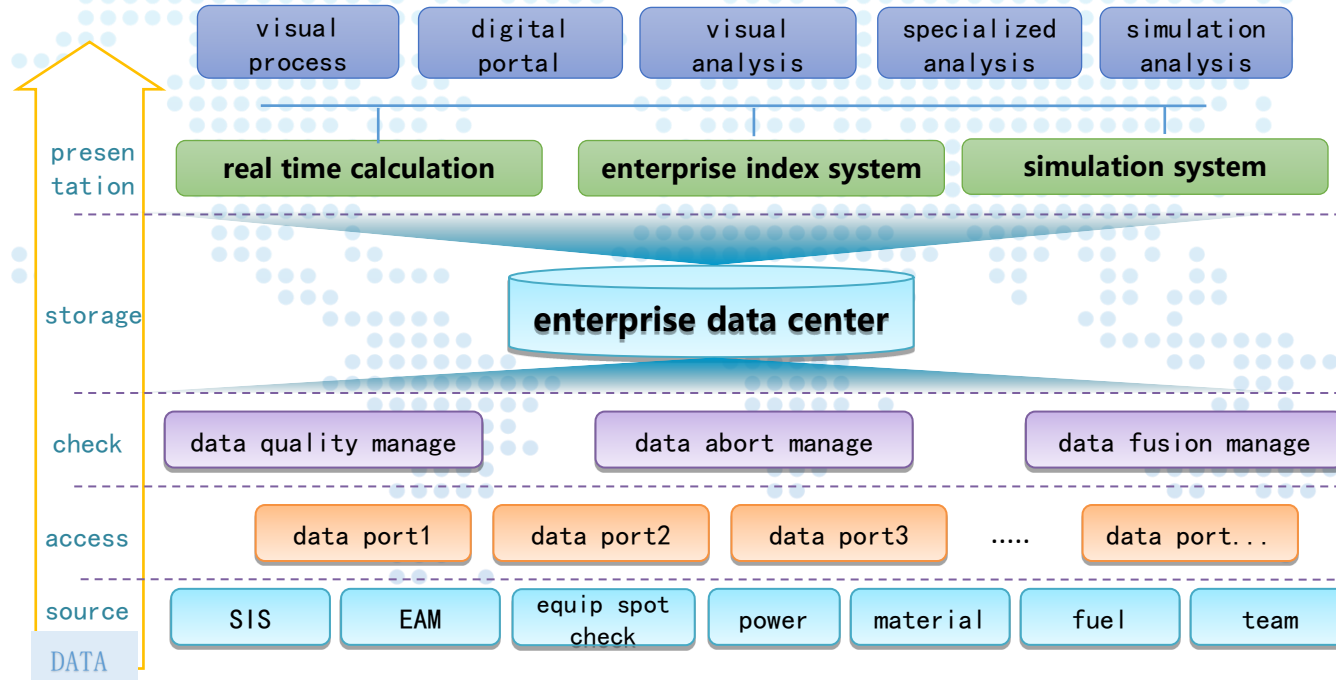 visual
process
digital
portal
visual
analysis
specialized
analysis
simulation
analysis
presen
tation
real time calculation
enterprise index system
simulation system
storage
enterprise data center
check
data quality manage
data abort manage
data fusion manage
access
data port1
data port2
data port3
.....
data port...
source
SIS
EAM
equip spot
check
power
material
fuel
team
DATA